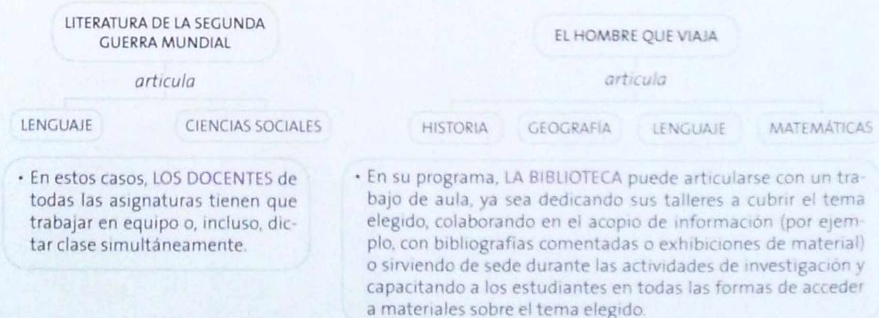 LITERATURA DE LA SEGUNDA
GUERRA MUNDIAL
articula
LENGUAJE
CIENCIAS SOCIALES
• En estos casos, LOS DOCENTES de
todas las asignaturas tienen que
trabajar en equipo o, incluso, dic-
tar clase simultáneamente.
EL HOMBRE QUE VIAJA
articula
HISTORIA
GEOGRAFÍA
LENGUAJE
MATEMÁTICAS
• En su programa, LA BIBLIOTECA puede articularse con un tra-
bajo de aula, ya sea dedicando sus talleres a cubrir el tema
elegido, colaborando en el acopio de información (por ejem-
plo, con bibliografías comentadas o exhibiciones de material)
o sirviendo de sede durante las actividades de investigación y
capacitando a los estudiantes en todas las formas de acceder
a materiales sobre el tema elegido.